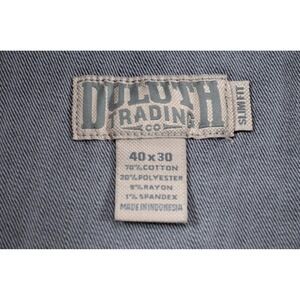 DULUTH
TRADING
CO
SLIM FIT
40 x 30
70% COTTON
20% POLYESTER
9% RAYON
1% SPANDEX
MADE IN INDONESIA